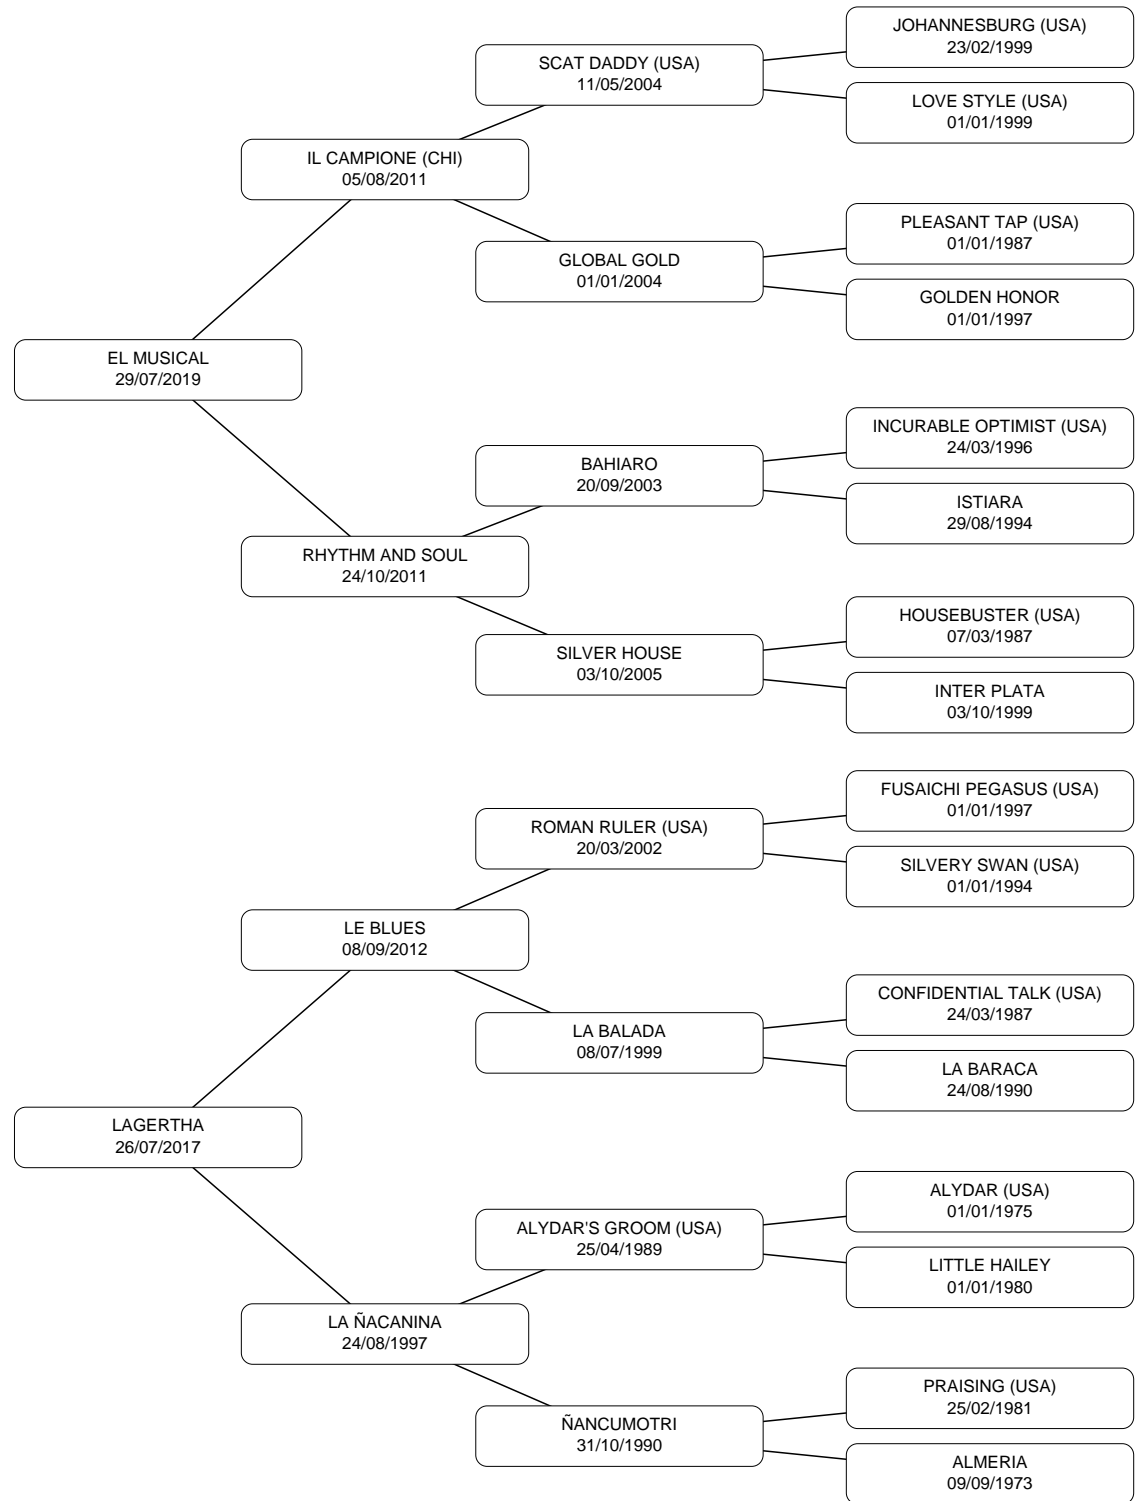 JOHANNESBURG (USA)
23/02/1999
SCAT DADDY (USA)
11/05/2004
LOVE STYLE (USA)
01/01/1999
IL CAMPIONE (CHI)
05/08/2011
PLEASANT TAP (USA)
01/01/1987
GLOBAL GOLD
01/01/2004
GOLDEN HONOR
01/01/1997
EL MUSICAL
29/07/2019
INCURABLE OPTIMIST (USA)
24/03/1996
BAHIARO
20/09/2003
ISTIARA
29/08/1994
RHYTHM AND SOUL
24/10/2011
HOUSEBUSTER (USA)
07/03/1987
SILVER HOUSE
03/10/2005
INTER PLATA
03/10/1999
FUSAICHI PEGASUS (USA)
01/01/1997
ROMAN RULER (USA)
20/03/2002
SILVERY SWAN (USA)
01/01/1994
LE BLUES
08/09/2012
CONFIDENTIAL TALK (USA)
24/03/1987
LA BALADA
08/07/1999
LA BARACA
24/08/1990
LAGERTHA
26/07/2017
ALYDAR (USA)
01/01/1975
ALYDAR'S GROOM (USA)
25/04/1989
LITTLE HAILEY
01/01/1980
LA ÑACANINA
24/08/1997
PRAISING (USA)
25/02/1981
ÑANCUMOTRI
31/10/1990
ALMERIA
09/09/1973